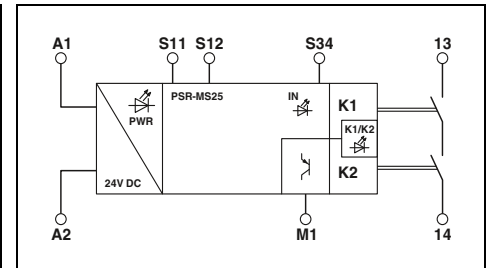 A1 S11 S12 S34 13
PSR-MS25 IN K1
PWR K1/K2
24V DC K2
A2 M1 14